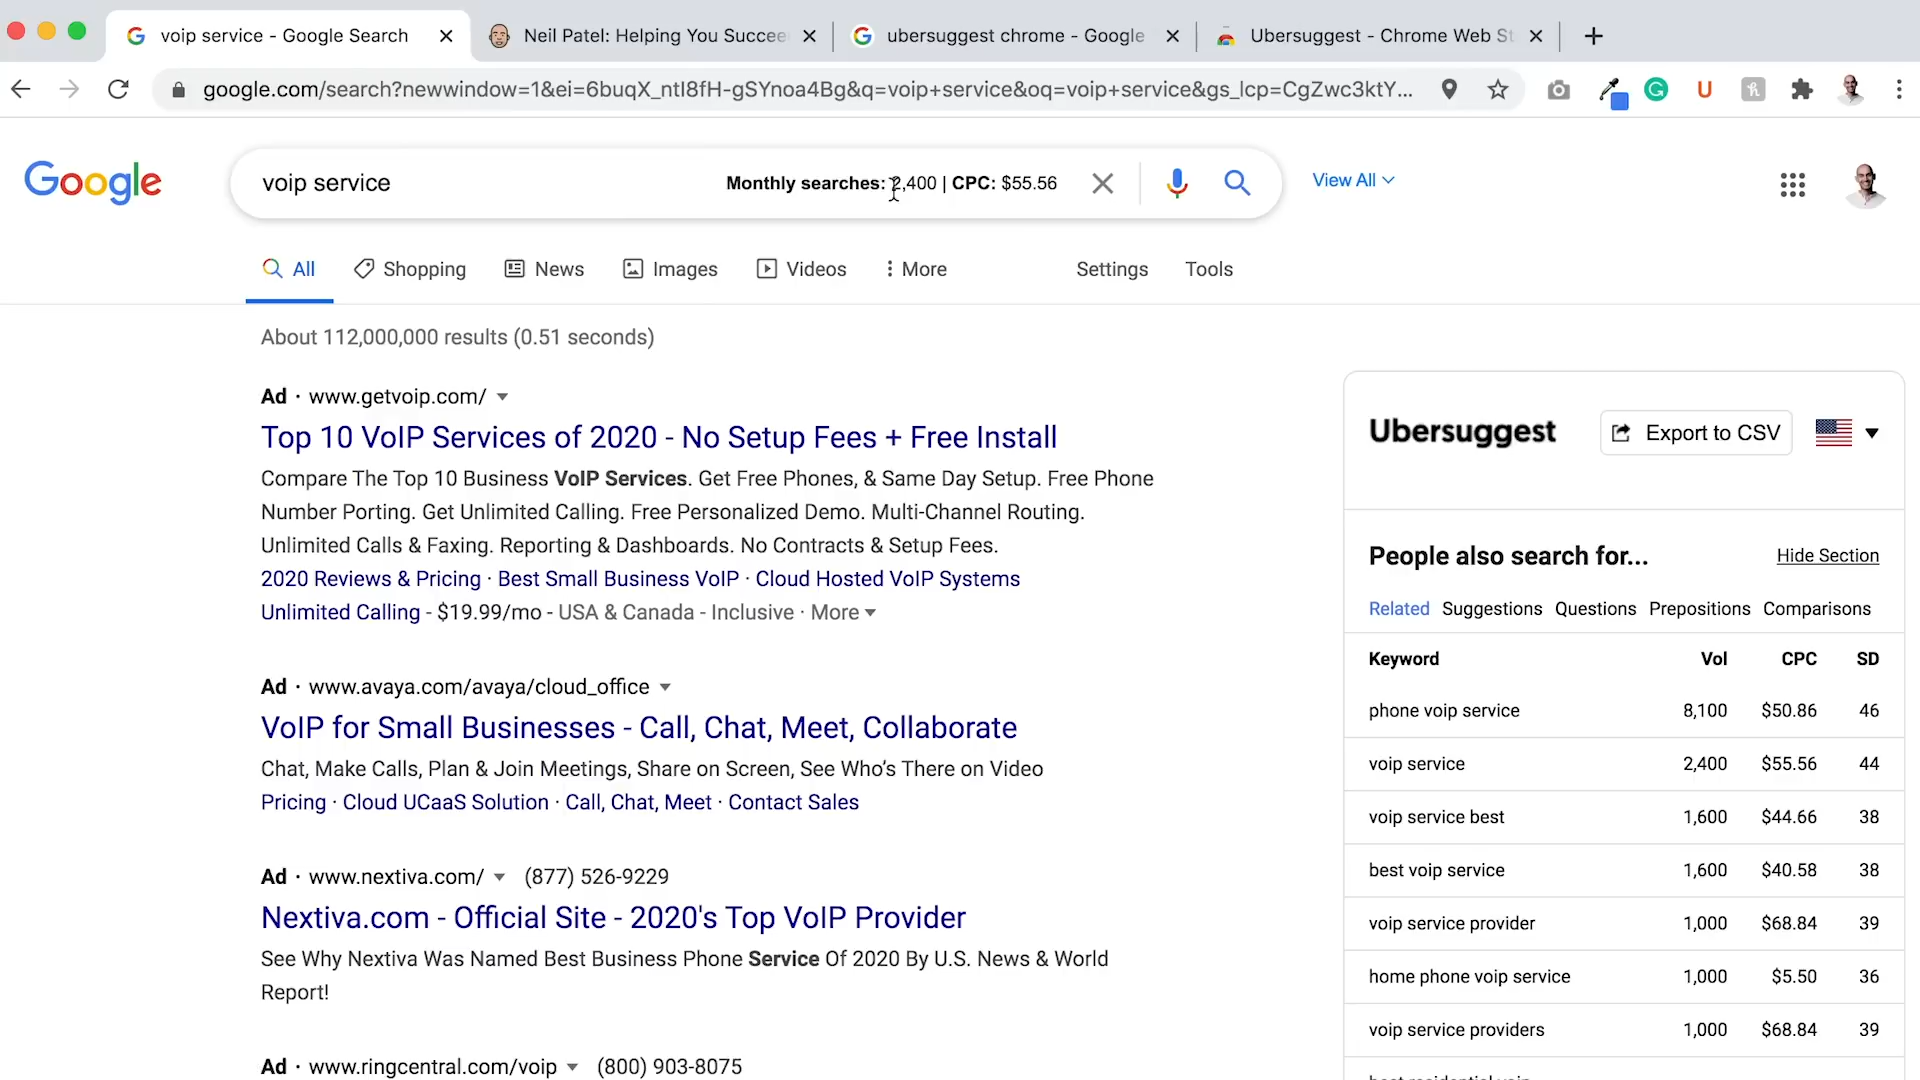 voip service - Google Search
Neil Patel: Helping You Succee
ubersuggest chrome - Google
Ubersuggest - Chrome Web St
google.com/search?newwindow=1&ei=6buqX_ntI8fH-gSYnoa4Bg&q=voip+service&oq=voip+service&gs_lcp=CgZwc3ktY...
Google
voip service
Monthly searches: 2,400 | CPC: $55.56
View All
All
Shopping
News
Images
Videos
More
Settings
Tools
About 112,000,000 results (0.51 seconds)
Ad · www.getvoip.com/
Top 10 VoIP Services of 2020 - No Setup Fees + Free Install
Compare The Top 10 Business VoIP Services. Get Free Phones, & Same Day Setup. Free Phone
Number Porting. Get Unlimited Calling. Free Personalized Demo. Multi-Channel Routing.
Unlimited Calls & Faxing. Reporting & Dashboards. No Contracts & Setup Fees.
2020 Reviews & Pricing · Best Small Business VoIP · Cloud Hosted VoIP Systems
Unlimited Calling - $19.99/mo - USA & Canada - Inclusive · More
Ad · www.avaya.com/avaya/cloud_office
VoIP for Small Businesses - Call, Chat, Meet, Collaborate
Chat, Make Calls, Plan & Join Meetings, Share on Screen, See Who's There on Video
Pricing · Cloud UCaaS Solution · Call, Chat, Meet · Contact Sales
Ad · www.nextiva.com/ (877) 526-9229
Nextiva.com - Official Site - 2020's Top VoIP Provider
See Why Nextiva Was Named Best Business Phone Service Of 2020 By U.S. News & World
Report!
Ad · www.ringcentral.com/voip (800) 903-8075
Ubersuggest
Export to CSV
People also search for...
Hide Section
Related Suggestions Questions Prepositions Comparisons
Keyword Vol CPC SD
phone voip service 8,100 $50.86 46
voip service 2,400 $55.56 44
voip service best 1,600 $44.66 38
best voip service 1,600 $40.58 38
voip service provider 1,000 $68.84 39
home phone voip service 1,000 $5.50 36
voip service providers 1,000 $68.84 39